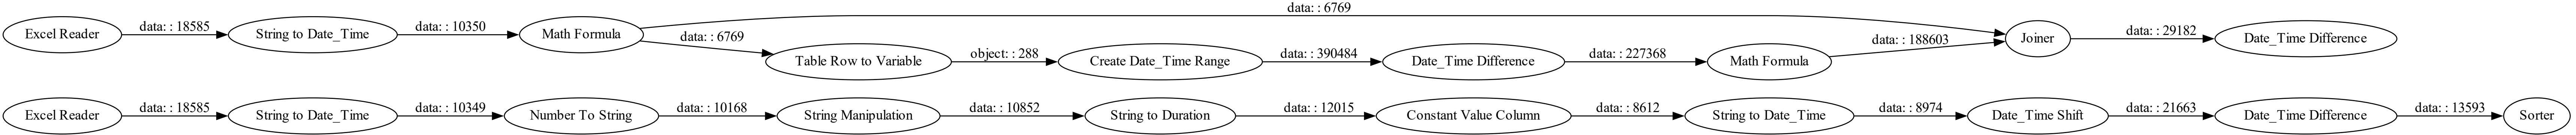 data: : 6769
Excel Reader
data: : 18585
String to Date_Time
data: : 10350
Math Formula
data: : 6769
Table Row to Variable
object: : 288
Create Date_Time Range
data: : 390484
Date_Time Difference
data: : 227368
Math Formula
data: : 188603
Joiner
data: : 29182
Date_Time Difference
Excel Reader
data: : 18585
String to Date_Time
data: : 10349
Number To String
data: : 10168
String Manipulation
data: : 10852
String to Duration
data: : 12015
Constant Value Column
data: : 8612
String to Date_Time
data: : 8974
Date_Time Shift
data: : 21663
Date_Time Difference
data: : 13593
Sorter